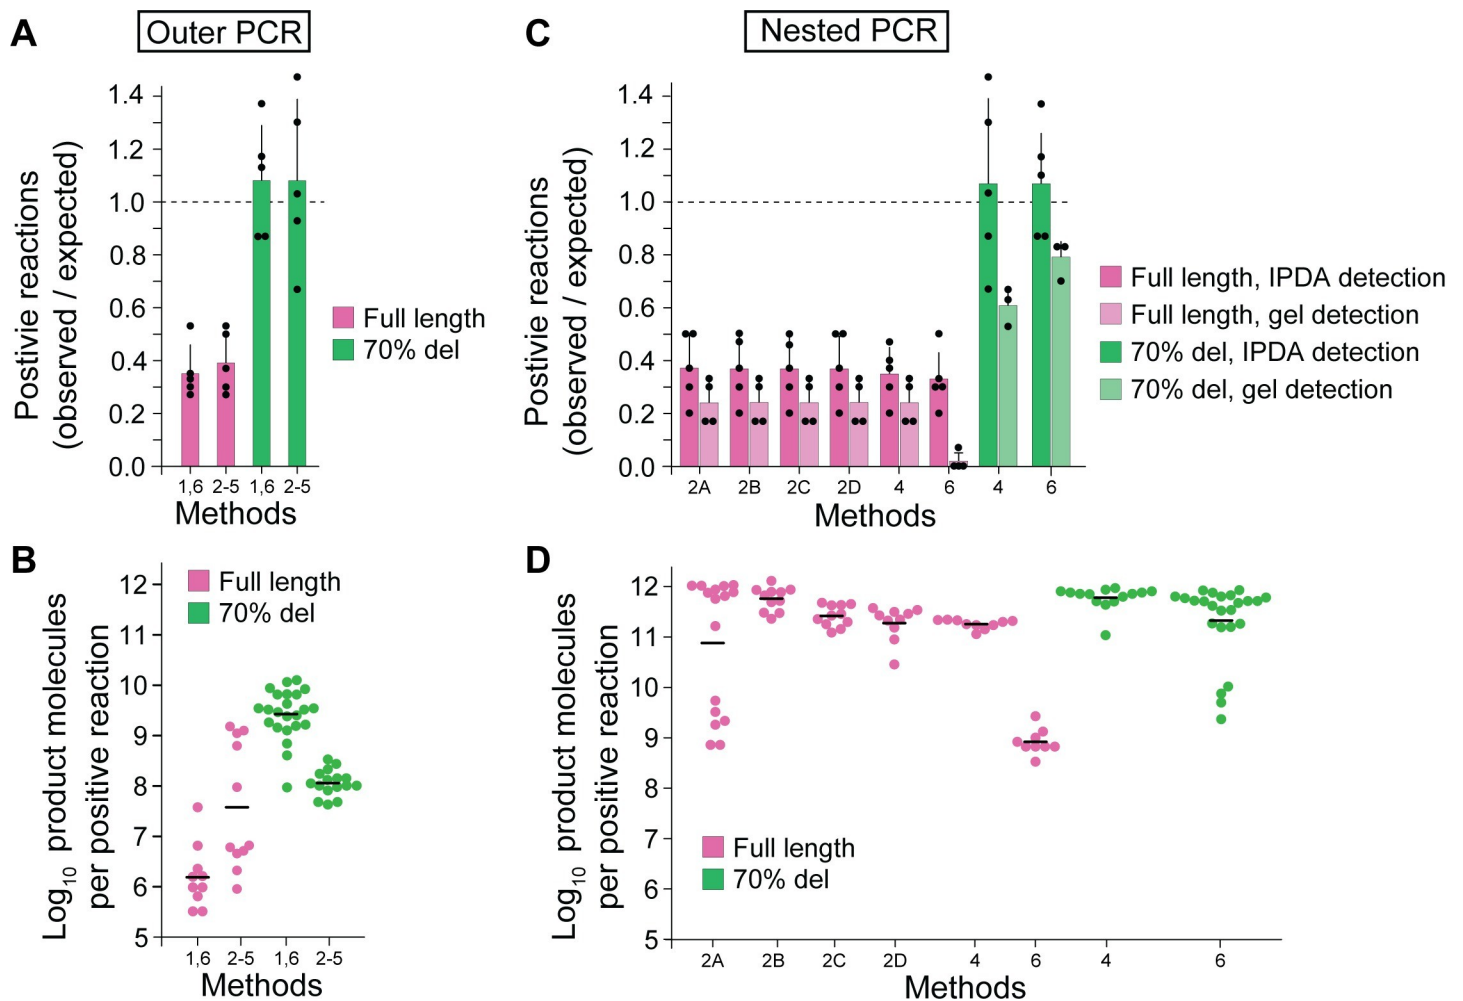 A
Outer PCR
1.4
1.2
1.0
0.8
0.6
0.4
0.2
0.0
Postivie reactions
(observed / expected)
1,6 2-5 1,6 2-5
Methods
Full length
70% del
C
Nested PCR
1.4
1.2
1.0
0.8
0.6
0.4
0.2
0.0
Postivie reactions
(observed / expected)
2A 2B 2C 2D 4 6 4 6
Methods
Full length, IPDA detection
Full length, gel detection
70% del, IPDA detection
70% del, gel detection
B
Full length
70% del
12
11
10
9
8
7
6
5
Log10 product molecules
per positive reaction
1,6 2-5 1,6 2-5
Methods
D
12
11
10
9
8
7
6
5
Log10 product molecules
per positive reaction
Full length
70% del
2A 2B 2C 2D 4 6 4 6
Methods